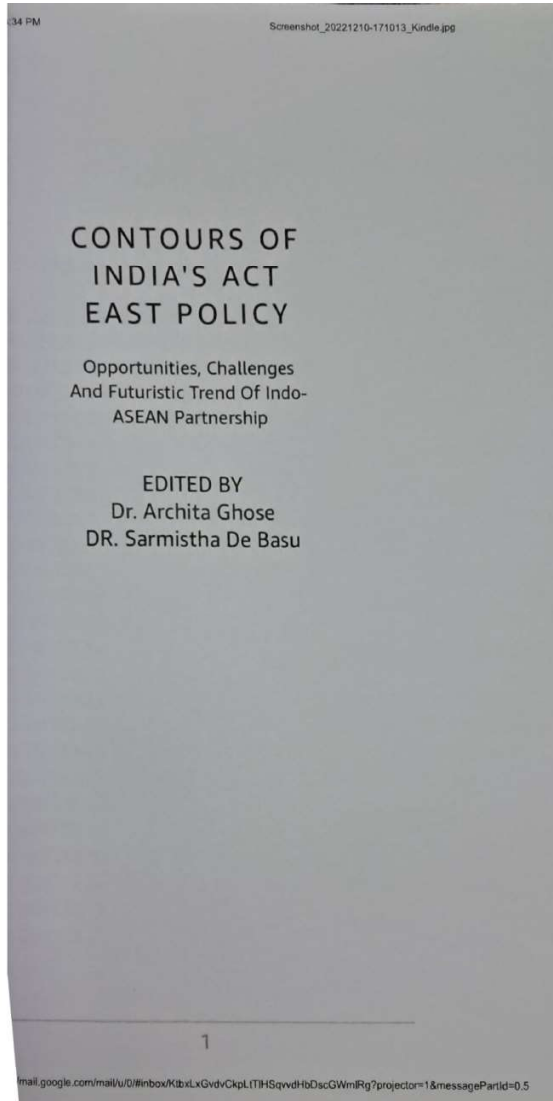 :34 PM
Screenshot_20221210-171013_Kindle.jpg
CONTOURS OF
INDIA'S ACT
EAST POLICY
Opportunities, Challenges
And Futuristic Trend Of Indo-
ASEAN Partnership
EDITED BY
Dr. Archita Ghose
DR. Sarmistha De Basu
1
/mail.google.com/mail/u/0/#inbox/KtbxLxGvdvCkpLtTlHSqvvdHbDscGWmlRg?projector=1&messagePartId=0.5